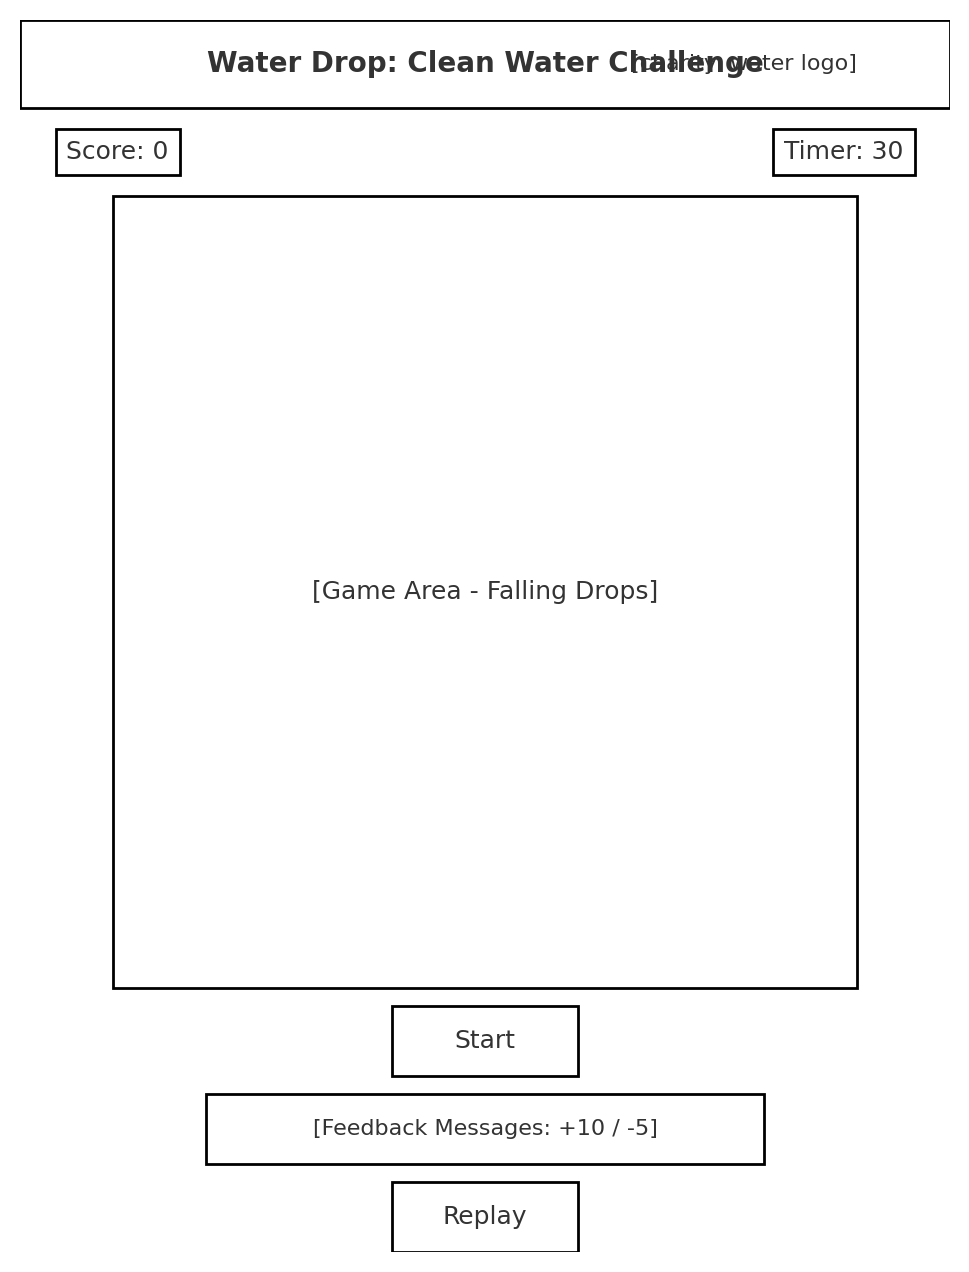 Water Drop: Clean Water Challenge
[charity: water logo]
Score: 0
Timer: 30
[Game Area - Falling Drops]
Start
[Feedback Messages: +10 / -5]
Replay